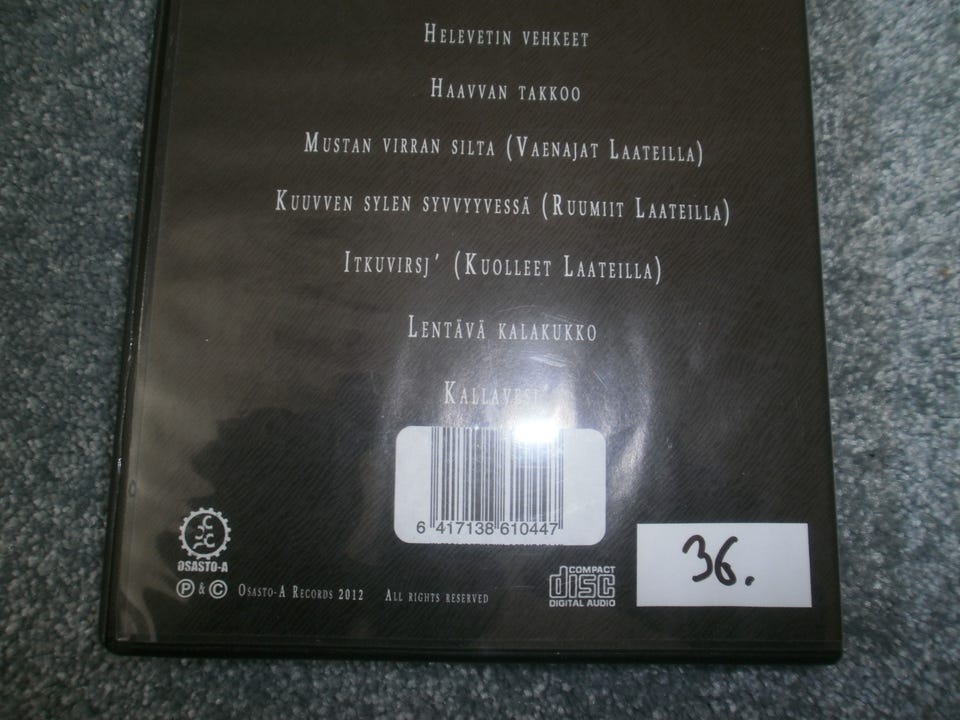 Helevetin vehkeet
Haavvan takkoo
Mustan virran silta (Vaenajat Laateilla)
Kuuvven sylen syvvyyvessä (Ruumiit Laateilla)
Itkuvirsj' (Kuolleet Laateilla)
Lentävä kalakukko
Kallavesj'
6 417138 610447
36.
OSASTO-A
COMPACT
disc
DIGITAL AUDIO
Ⓟ & © Osasto-A Records 2012 All rights reserved